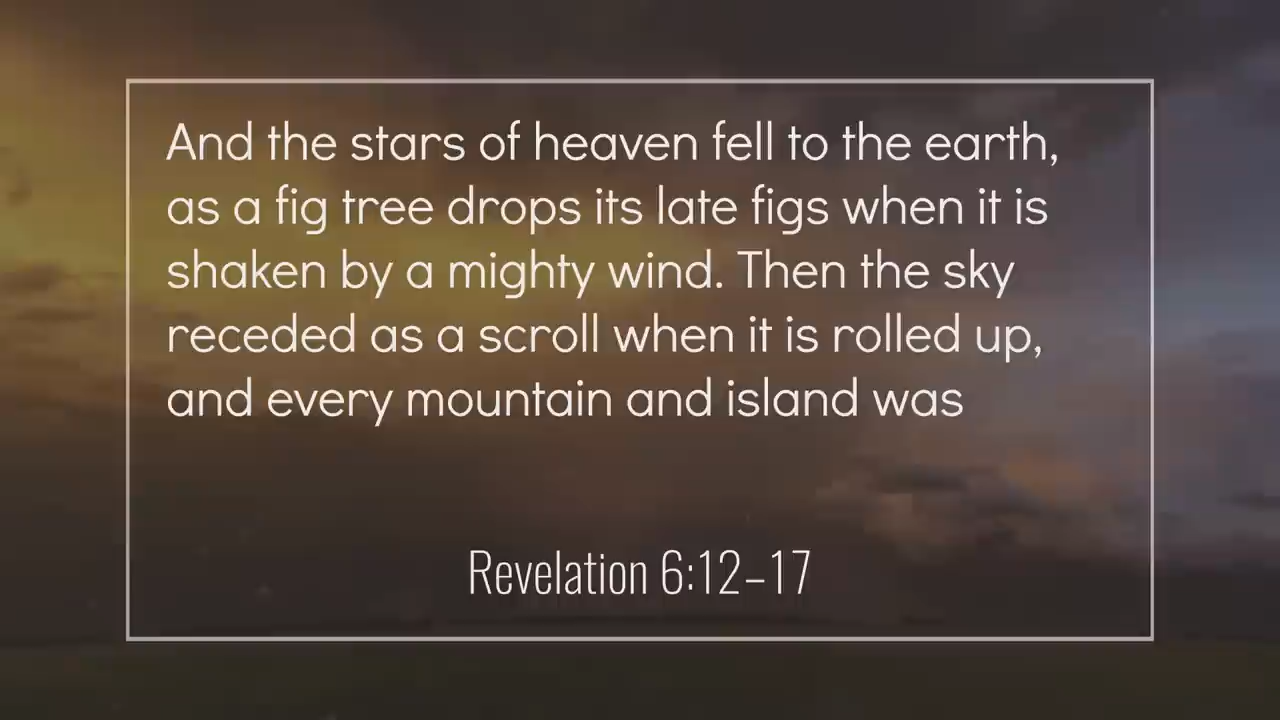 And the stars of heaven fell to the earth,
as a fig tree drops its late figs when it is
shaken by a mighty wind. Then the sky
receded as a scroll when it is rolled up,
and every mountain and island was
Revelation 6:12–17